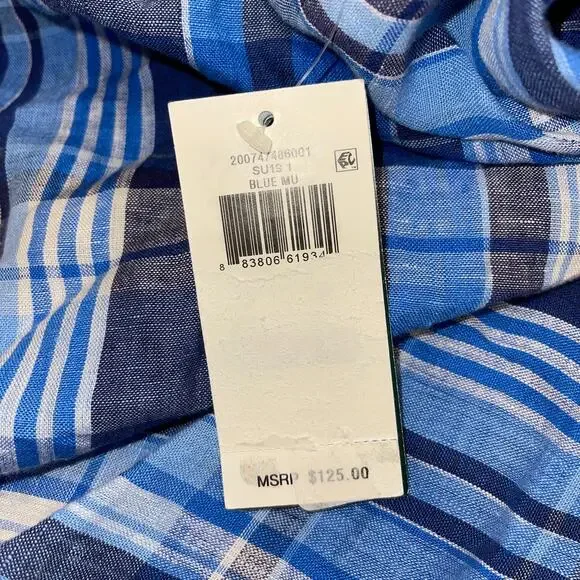 200747486001
SU19 1
BLUE MU
8 83806 61934
MSRP $125.00